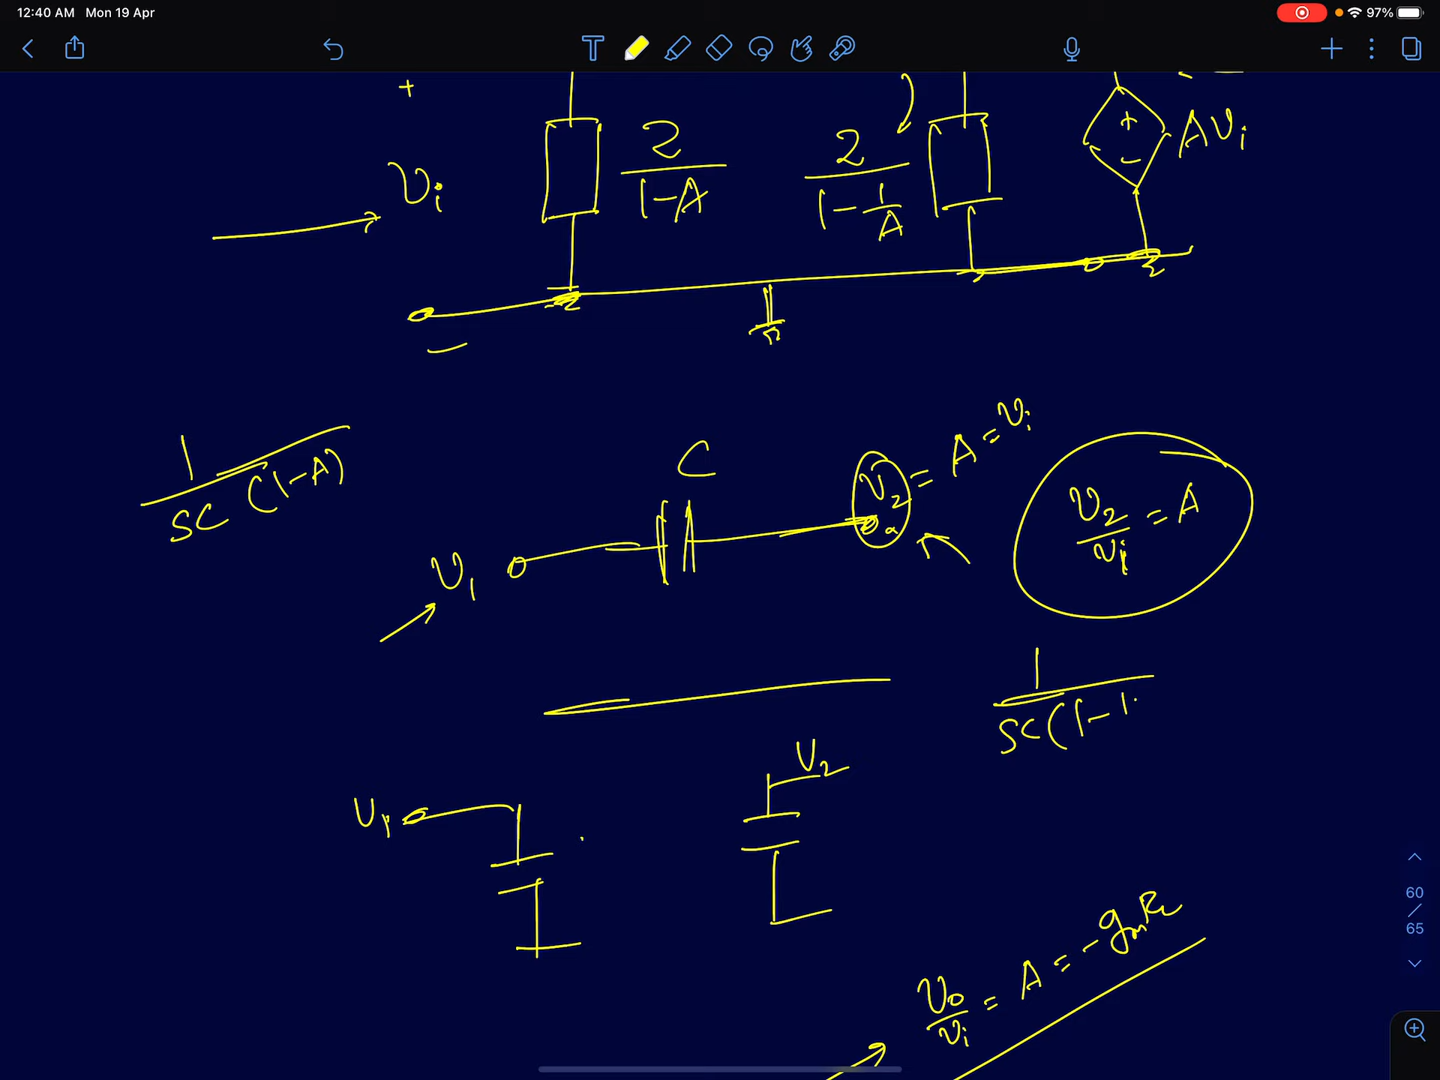 12:40 AM Mon 19 Apr
97%
T
+
Vi
2/(1-A)
2/(1-1/A)
+
-
AVi
-
1/SC(1-A)
C
V1
V2 = A = Vi
V2/Vi = A
1/SC(1-1
V1
V2
Vo/Vi = A = -gmRL
60
/
65